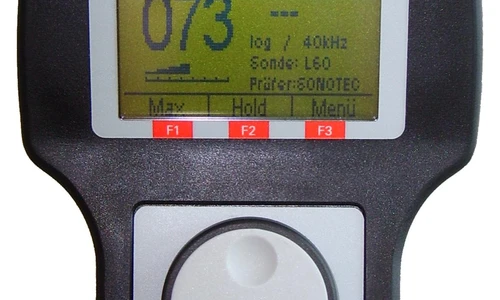 073 ---
log / 40kHz
Sonde: L60
Prüfer:SONOTEC
Max Hold Menü
F1 F2 F3